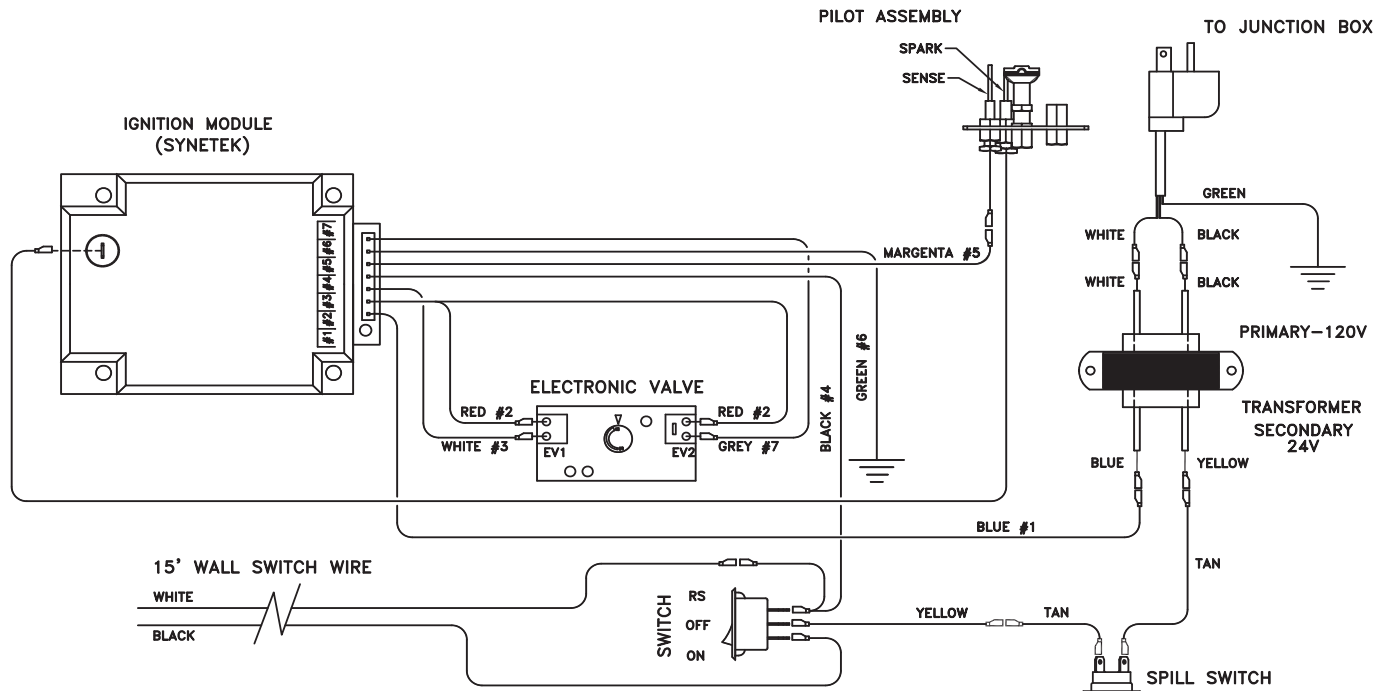 PILOT ASSEMBLY
TO JUNCTION BOX
SPARK
SENSE
IGNITION MODULE
(SYNETEK)
GREEN
#1 #2 #3 #4 #5 #6 #7
WHITE
BLACK
MARGENTA #5
WHITE
BLACK
PRIMARY-120V
GREEN #6
BLACK #4
ELECTRONIC VALVE
RED #2
RED #2
WHITE #3
EV1
EV2
GREY #7
TRANSFORMER
SECONDARY
24V
BLUE
YELLOW
BLUE #1
15' WALL SWITCH WIRE
TAN
WHITE
BLACK
SWITCH
RS
OFF
ON
YELLOW
TAN
SPILL SWITCH